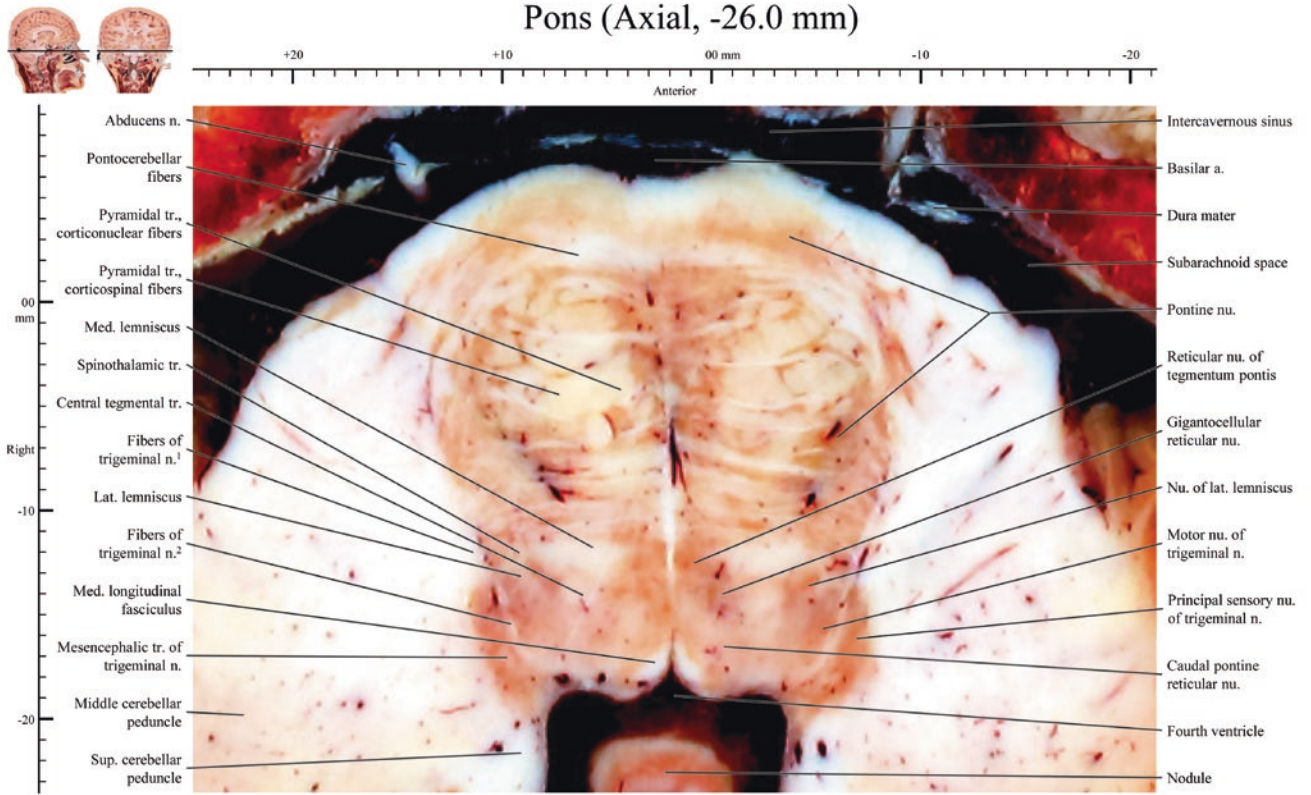 Pons (Axial, -26.0 mm)
+20
+10
00 mm
-10
-20
Anterior
Abducens n.
Pontocerebellar
fibers
Pyramidal tr.,
corticonuclear fibers
Pyramidal tr.,
corticospinal fibers
00
mm
Med. lemniscus
Spinothalamic tr.
Central tegmental tr.
Fibers of
trigeminal n.¹
Right
Lat. lemniscus
-10
Fibers of
trigeminal n.²
Med. longitudinal
fasciculus
Mesencephalic tr. of
trigeminal n.
Middle cerebellar
peduncle
-20
Sup. cerebellar
peduncle
Intercavernous sinus
Basilar a.
Dura mater
Subarachnoid space
Pontine nu.
Reticular nu. of
tegmentum pontis
Gigantocellular
reticular nu.
Nu. of lat. lemniscus
Motor nu. of
trigeminal n.
Principal sensory nu.
of trigeminal n.
Caudal pontine
reticular nu.
Fourth ventricle
Nodule